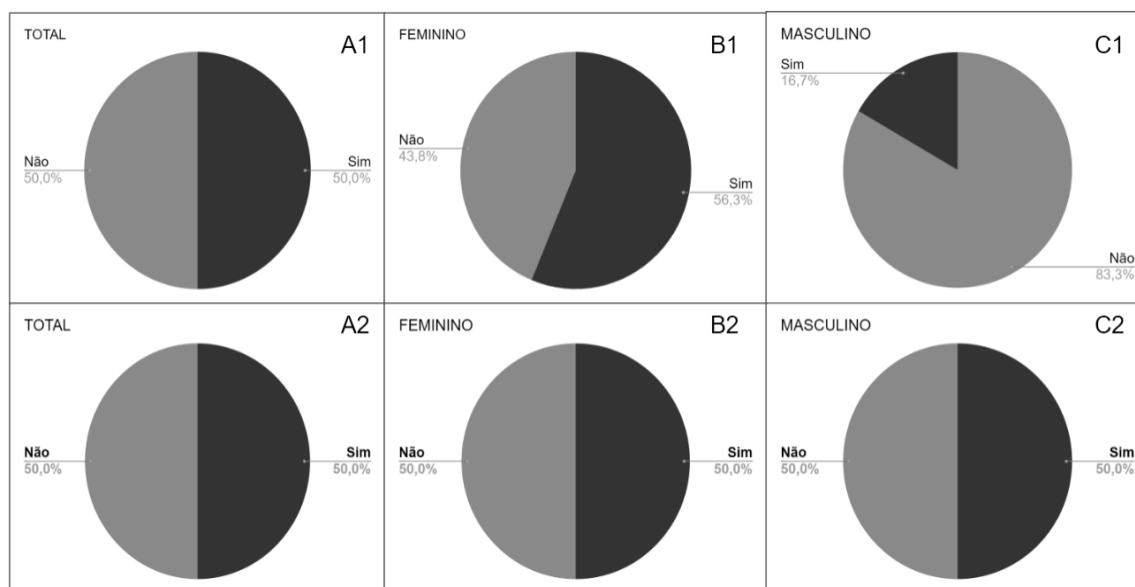 TOTAL
A1
Não
50,0%
Sim
50,0%
FEMININO
B1
Não
43,8%
Sim
56,3%
MASCULINO
C1
Sim
16,7%
Não
83,3%
TOTAL
A2
Não
50,0%
Sim
50,0%
FEMININO
B2
Não
50,0%
Sim
50,0%
MASCULINO
C2
Não
50,0%
Sim
50,0%